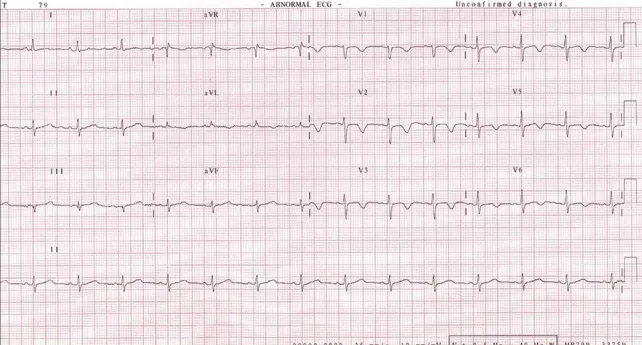 T 79 - ABNORMAL ECG - Unconfirmed diagnosis.
I aVR V1 V4
II aVL V2 V5
III aVF V3 V6
II